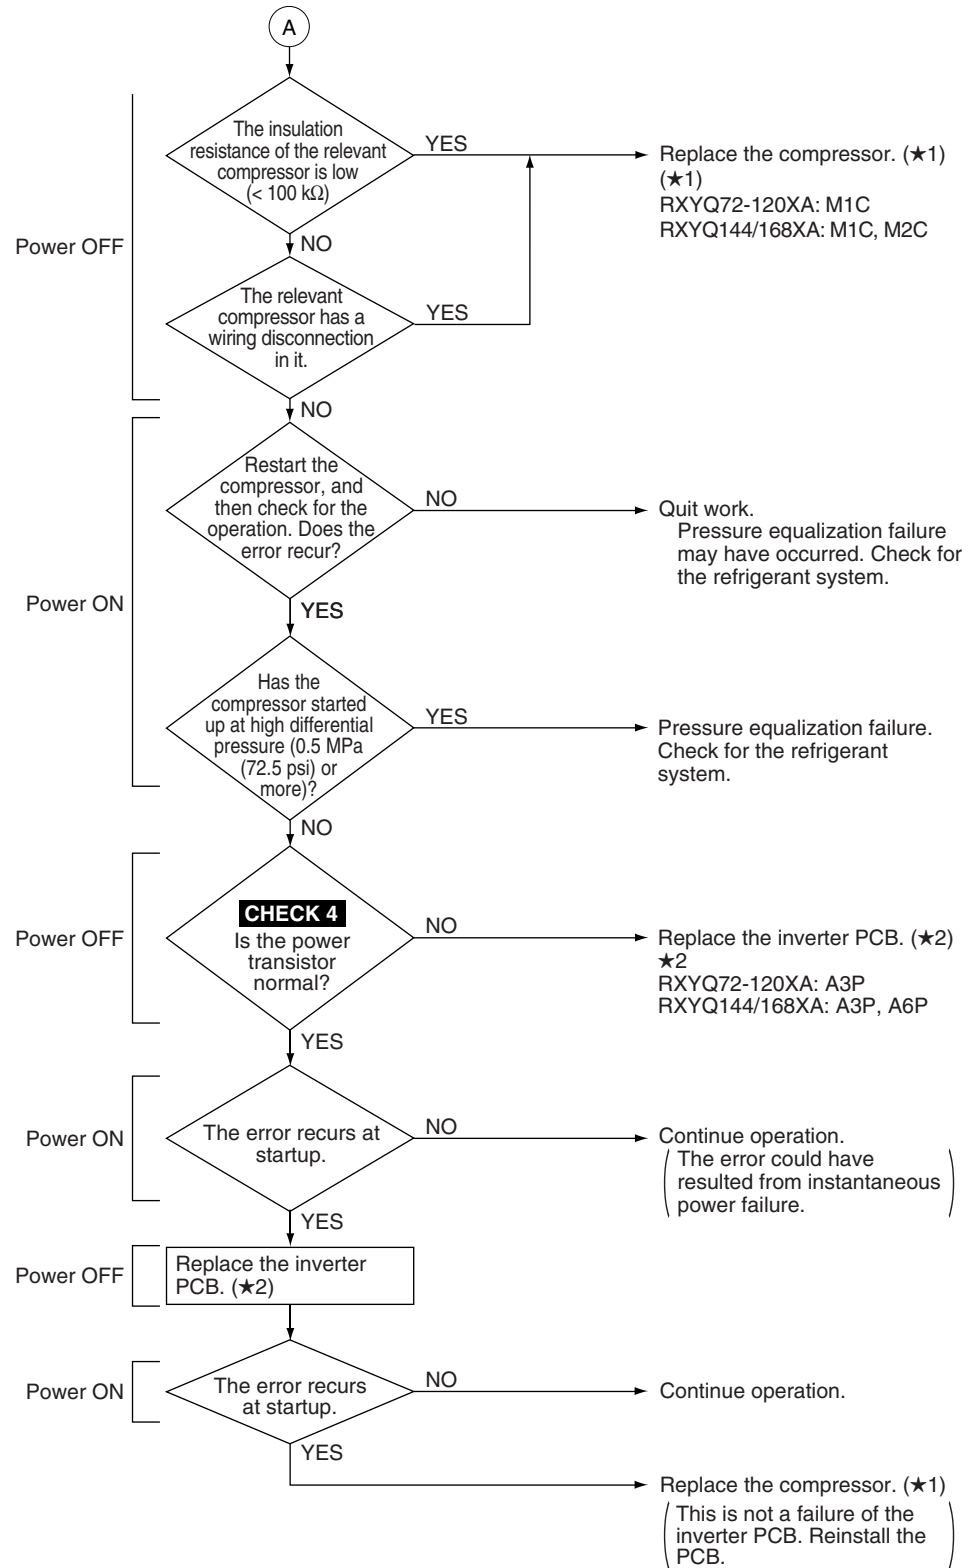 A
The insulation
resistance of the relevant
compressor is low
(< 100 kΩ)
YES
Replace the compressor. (★1)
(★1)
RXYQ72-120XA: M1C
RXYQ144/168XA: M1C, M2C
Power OFF
NO
The relevant
compressor has a
wiring disconnection
in it.
YES
NO
Restart the
compressor, and
then check for the
operation. Does the
error recur?
NO
Quit work.
Pressure equalization failure
may have occurred. Check for
the refrigerant system.
Power ON
YES
Has the
compressor started
up at high differential
pressure (0.5 MPa
(72.5 psi) or
more)?
YES
Pressure equalization failure.
Check for the refrigerant
system.
NO
Power OFF
CHECK 4
Is the power
transistor
normal?
NO
Replace the inverter PCB. (★2)
★2
RXYQ72-120XA: A3P
RXYQ144/168XA: A3P, A6P
YES
Power ON
The error recurs at
startup.
NO
Continue operation.
The error could have
resulted from instantaneous
power failure.
YES
Power OFF
Replace the inverter
PCB. (★2)
Power ON
The error recurs
at startup.
NO
Continue operation.
YES
Replace the compressor. (★1)
This is not a failure of the
inverter PCB. Reinstall the
PCB.